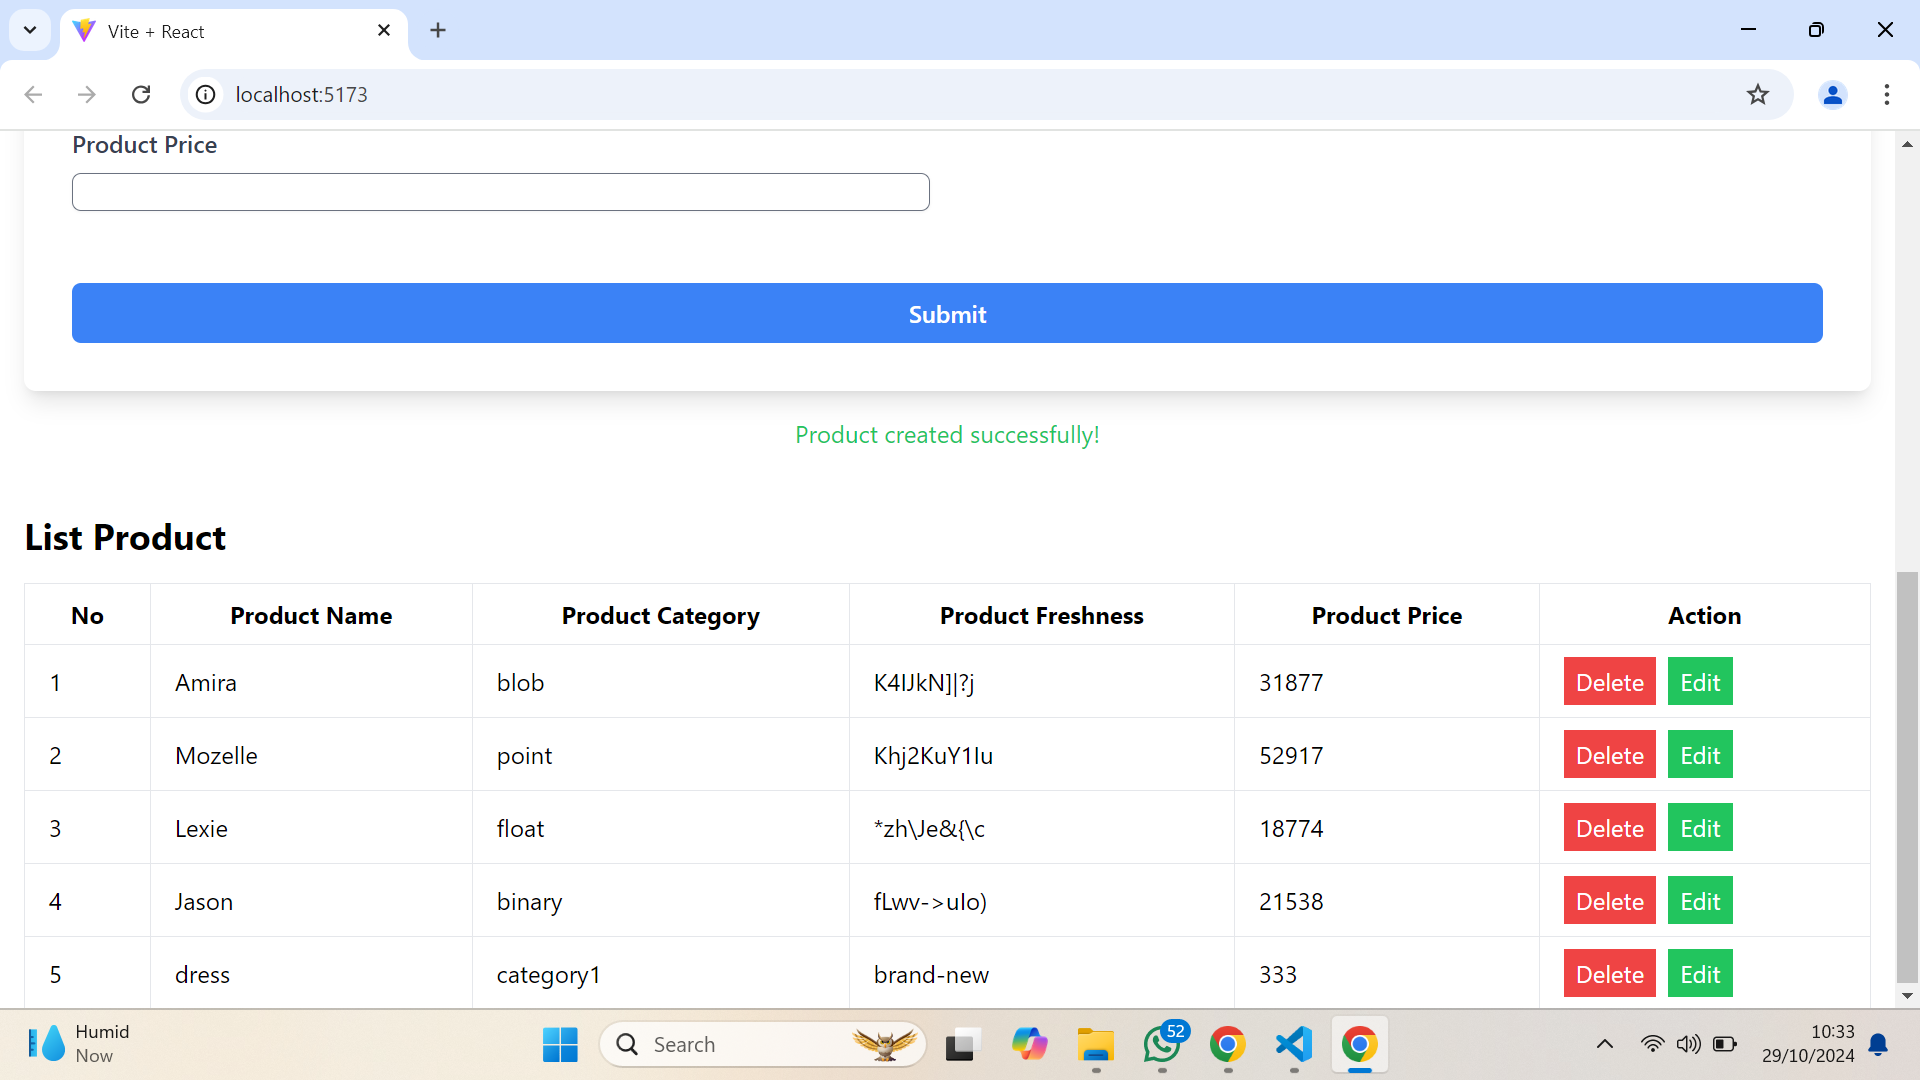 Vite + React
localhost:5173
Product Price
Submit
Product created successfully!
List Product
No Product Name Product Category Product Freshness Product Price Action
1 Amira blob K4IJkN]|?j 31877 Delete Edit
2 Mozelle point Khj2KuY1Iu 52917 Delete Edit
3 Lexie float *zh\Je&{\c 18774 Delete Edit
4 Jason binary fLwv->uIo) 21538 Delete Edit
5 dress category1 brand-new 333 Delete Edit
Humid
Now
Search
52
10:33
29/10/2024